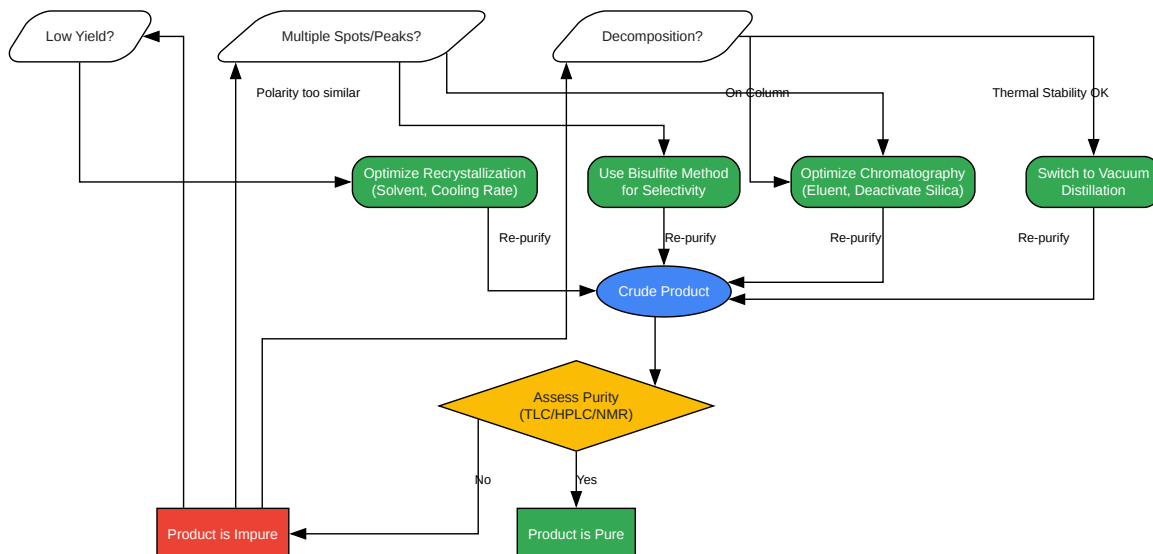 Low Yield?
Multiple Spots/Peaks?
Decomposition?
Polarity too similar
On Column
Thermal Stability OK
Optimize Recrystallization
(Solvent, Cooling Rate)
Use Bisulfite Method
for Selectivity
Optimize Chromatography
(Eluent, Deactivate Silica)
Switch to Vacuum
Distillation
Re-purify
Re-purify
Re-purify
Re-purify
Crude Product
Assess Purity
(TLC/HPLC/NMR)
No
Yes
Product is Impure
Product is Pure